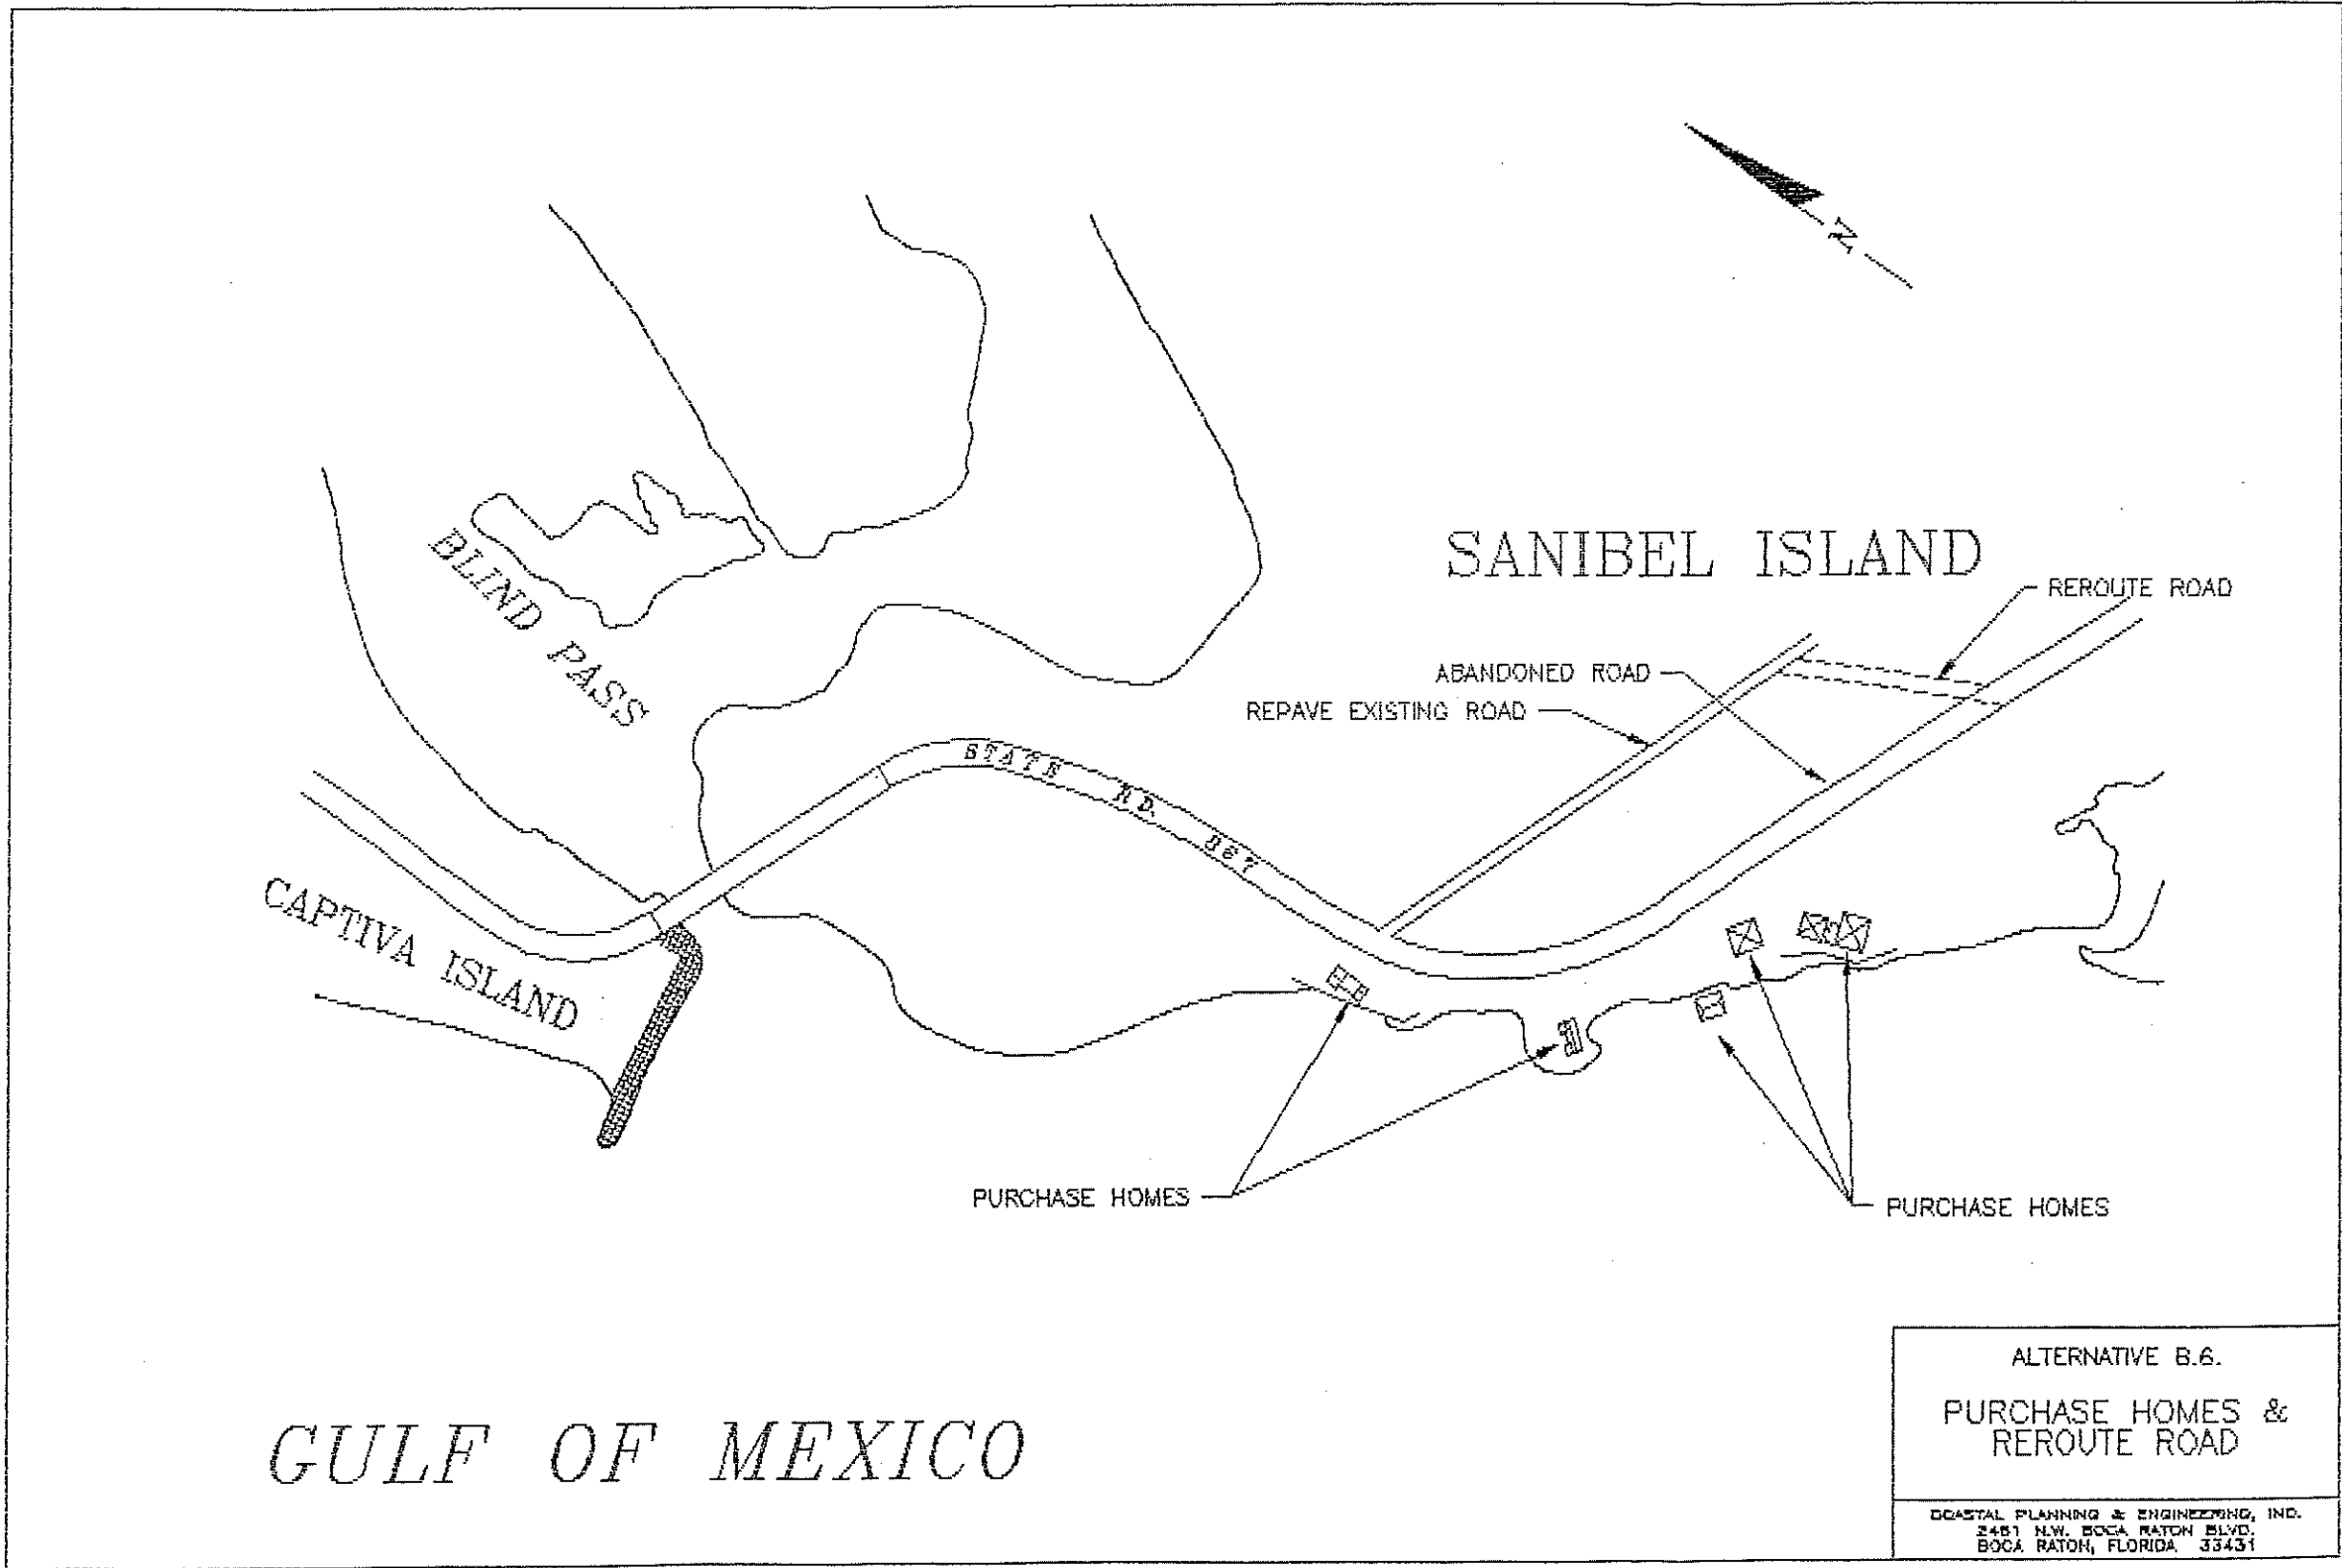 N
SANIBEL ISLAND
REROUTE ROAD
BLIND PASS
ABANDONED ROAD
REPAVE EXISTING ROAD
STATE RD. 867
CAPTIVA ISLAND
PURCHASE HOMES
PURCHASE HOMES
GULF OF MEXICO
ALTERNATIVE B.6.
PURCHASE HOMES &
REROUTE ROAD
COASTAL PLANNING & ENGINEERING, INC.
2481 N.W. BOCA RATON BLVD.
BOCA RATON, FLORIDA 33431